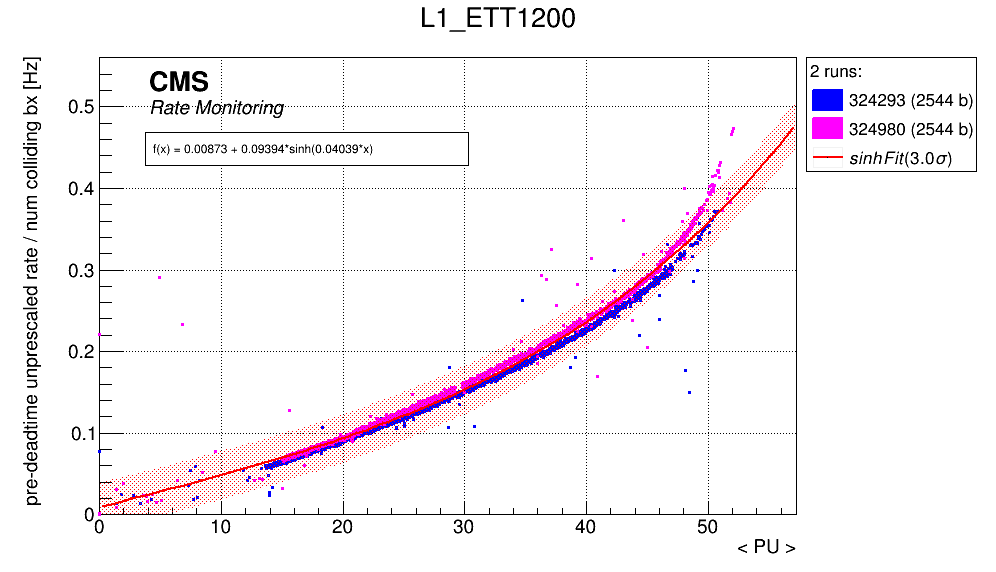 L1_ETT1200
pre-deadtime unprescaled rate / num colliding bx [Hz]
CMS
Rate Monitoring
f(x) = 0.00873 + 0.09394*sinh(0.04039*x)
2 runs:
324293 (2544 b)
324980 (2544 b)
sinhFit(3.0σ)
0.5
0.4
0.3
0.2
0.1
0
0 10 20 30 40 50
< PU >